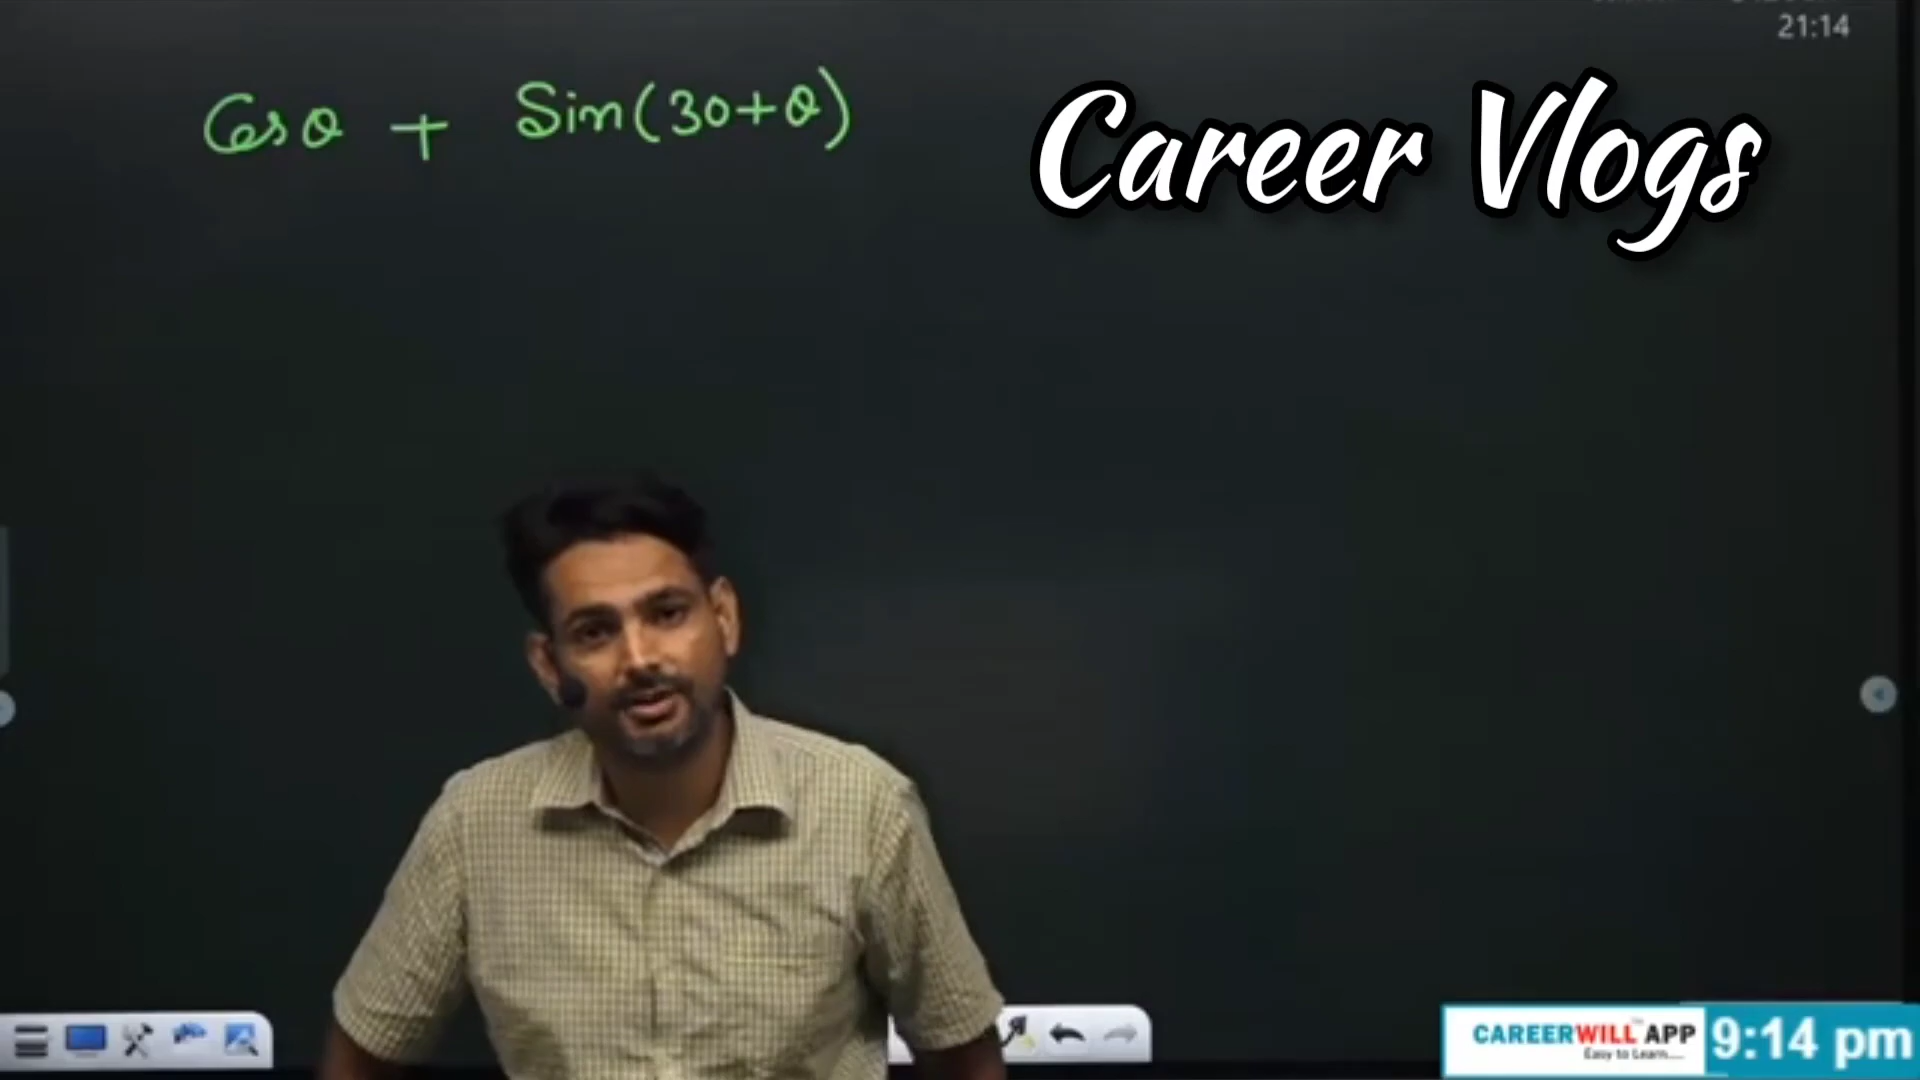 21:14
Cosθ + Sin(30+θ)
Career Vlogs
CAREERWILL APP
Easy to Learn....
9:14 pm